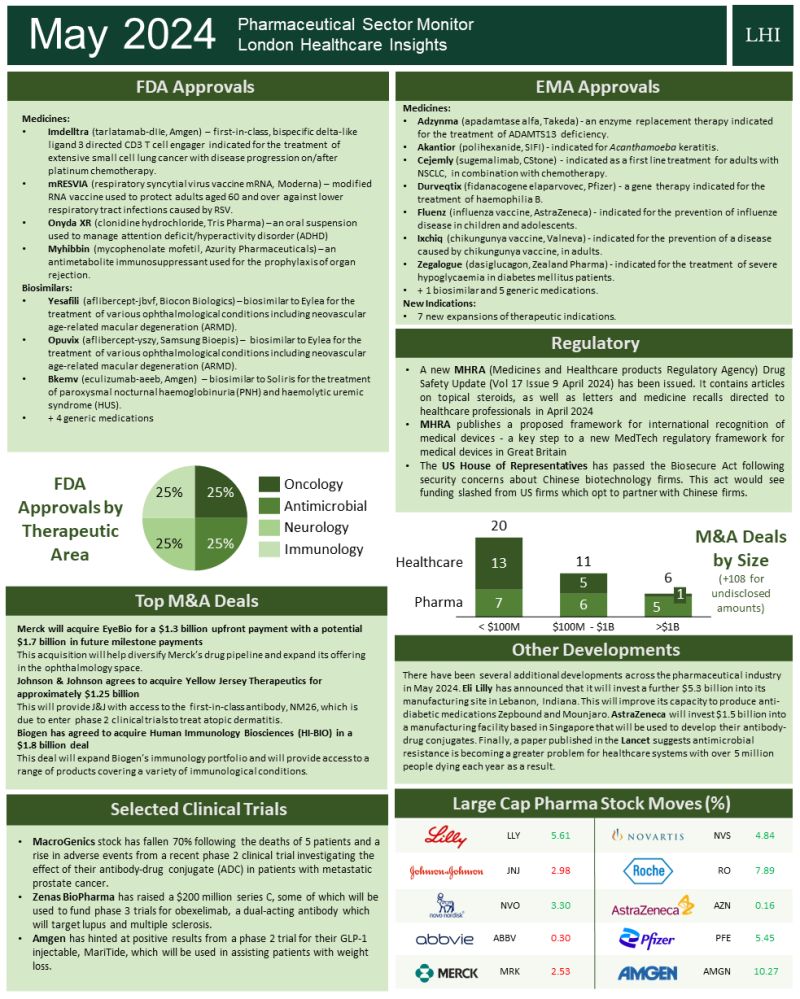 May 2024
Pharmaceutical Sector Monitor
London Healthcare Insights
LHI
FDA Approvals
Medicines:
• Imdelltra (tarlatamab-dlle, Amgen) – first-in-class, bispecific delta-like
ligand 3 directed CD3 T cell engager indicated for the treatment of
extensive small cell lung cancer with disease progression on/after
platinum chemotherapy.
• mRESVIA (respiratory syncytial virus vaccine mRNA, Moderna) – modified
RNA vaccine used to protect adults aged 60 and over against lower
respiratory tract infections caused by RSV.
• Onyda XR (clonidine hydrochloride, Tris Pharma) – an oral suspension
used to manage attention deficit/hyperactivity disorder (ADHD)
• Myhibbin (mycophenolate mofetil, Azurity Pharmaceuticals) – an
antimetabolite immunosuppressant used for the prophylaxis of organ
rejection.
Biosimilars:
• Yesafili (aflibercept-jbvf, Biocon Biologics) – biosimilar to Eylea for the
treatment of various ophthalmological conditions including neovascular
age-related macular degeneration (ARMD).
• Opuvix (aflibercept-yszy, Samsung Bioepis) – biosimilar to Eylea for the
treatment of various ophthalmological conditions including neovascular
age-related macular degeneration (ARMD).
• Bkemv (eculizumab-aeeb, Amgen) – biosimilar to Soliris for the treatment
of paroxysmal nocturnal haemoglobinuria (PNH) and haemolytic uremic
syndrome (HUS).
• + 4 generic medications
FDA
Approvals by
Therapeutic
Area
25%
25%
25%
25%
Oncology
Antimicrobial
Neurology
Immunology
Top M&A Deals
Merck will acquire EyeBio for a $1.3 billion upfront payment with a potential
$1.7 billion in future milestone payments
This acquisition will help diversify Merck's drug pipeline and expand its offering
in the ophthalmology space.
Johnson & Johnson agrees to acquire Yellow Jersey Therapeutics for
approximately $1.25 billion
This will provide J&J with access to the first-in-class antibody, NM26, which is
due to enter phase 2 clinical trials to treat atopic dermatitis.
Biogen has agreed to acquire Human Immunology Biosciences (HI-BIO) in a
$1.8 billion deal
This deal will expand Biogen's immunology portfolio and will provide access to a
range of products covering a variety of immunological conditions.
Selected Clinical Trials
• MacroGenics stock has fallen 70% following the deaths of 5 patients and a
rise in adverse events from a recent phase 2 clinical trial investigating the
effect of their antibody-drug conjugate (ADC) in patients with metastatic
prostate cancer.
• Zenas BioPharma has raised a $200 million series C, some of which will be
used to fund phase 3 trials for obexelimab, a dual-acting antibody which
will target lupus and multiple sclerosis.
• Amgen has hinted at positive results from a phase 2 trial for their GLP-1
injectable, MariTide, which will be used in assisting patients with weight
loss.
EMA Approvals
Medicines:
• Adzynma (apadamtase alfa, Takeda) - an enzyme replacement therapy indicated
for the treatment of ADAMTS13 deficiency.
• Akantior (polihexanide, SIFI) - indicated for Acanthamoeba keratitis.
• Cejemly (sugemalimab, CStone) - indicated as a first line treatment for adults with
NSCLC, in combination with chemotherapy.
• Durveqtix (fidanacogene elaparvovec, Pfizer) - a gene therapy indicated for the
treatment of haemophilia B.
• Fluenz (influenza vaccine, AstraZeneca) - indicated for the prevention of influenze
disease in children and adolescents.
• Ixchiq (chikungunya vaccine, Valneva) - indicated for the prevention of a disease
caused by chikungunya vaccine, in adults.
• Zegalogue (dasiglucagon, Zealand Pharma) - indicated for the treatment of severe
hypoglycaemia in diabetes mellitus patients.
• + 1 biosimilar and 5 generic medications.
New Indications:
• 7 new expansions of therapeutic indications.
Regulatory
• A new MHRA (Medicines and Healthcare products Regulatory Agency) Drug
Safety Update (Vol 17 Issue 9 April 2024) has been issued. It contains articles
on topical steroids, as well as letters and medicine recalls directed to
healthcare professionals in April 2024
• MHRA publishes a proposed framework for international recognition of
medical devices - a key step to a new MedTech regulatory framework for
medical devices in Great Britain
• The US House of Representatives has passed the Biosecure Act following
security concerns about Chinese biotechnology firms. This act would see
funding slashed from US firms which opt to partner with Chinese firms.
M&A Deals
by Size
(+108 for
undisclosed
amounts)
20
11
6
Healthcare
13
5
1
Pharma
7
6
5
< $100M
$100M - $1B
>$1B
Other Developments
There have been several additional developments across the pharmaceutical industry
in May 2024. Eli Lilly has announced that it will invest a further $5.3 billion into its
manufacturing site in Lebanon, Indiana. This will improve its capacity to produce anti-
diabetic medications Zepbound and Mounjaro. AstraZeneca will invest $1.5 billion into
a manufacturing facility based in Singapore that will be used to develop their antibody-
drug conjugates. Finally, a paper published in the Lancet suggests antimicrobial
resistance is becoming a greater problem for healthcare systems with over 5 million
people dying each year as a result.
Large Cap Pharma Stock Moves (%)
Lilly LLY 5.61
Johnson & Johnson JNJ 2.98
novo nordisk NVO 3.30
abbvie ABBV 0.30
MERCK MRK 2.53
NOVARTIS NVS 4.84
Roche RO 7.89
AstraZeneca AZN 0.16
Pfizer PFE 5.45
AMGEN AMGN 10.27